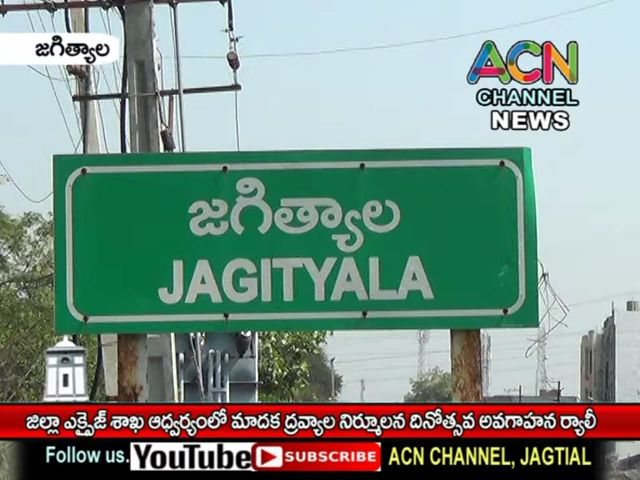 జగిత్యాల
ACN
CHANNEL
NEWS
జగిత్యాల
JAGITYALA
జిల్లా ఎక్సైజ్ శాఖ ఆధ్వర్యంలో మాదక ద్రవ్యాల నిర్మూలన దినోత్సవ అవగాహన ర్యాలీ
Follow us. YouTube SUBSCRIBE ACN CHANNEL, JAGTIAL